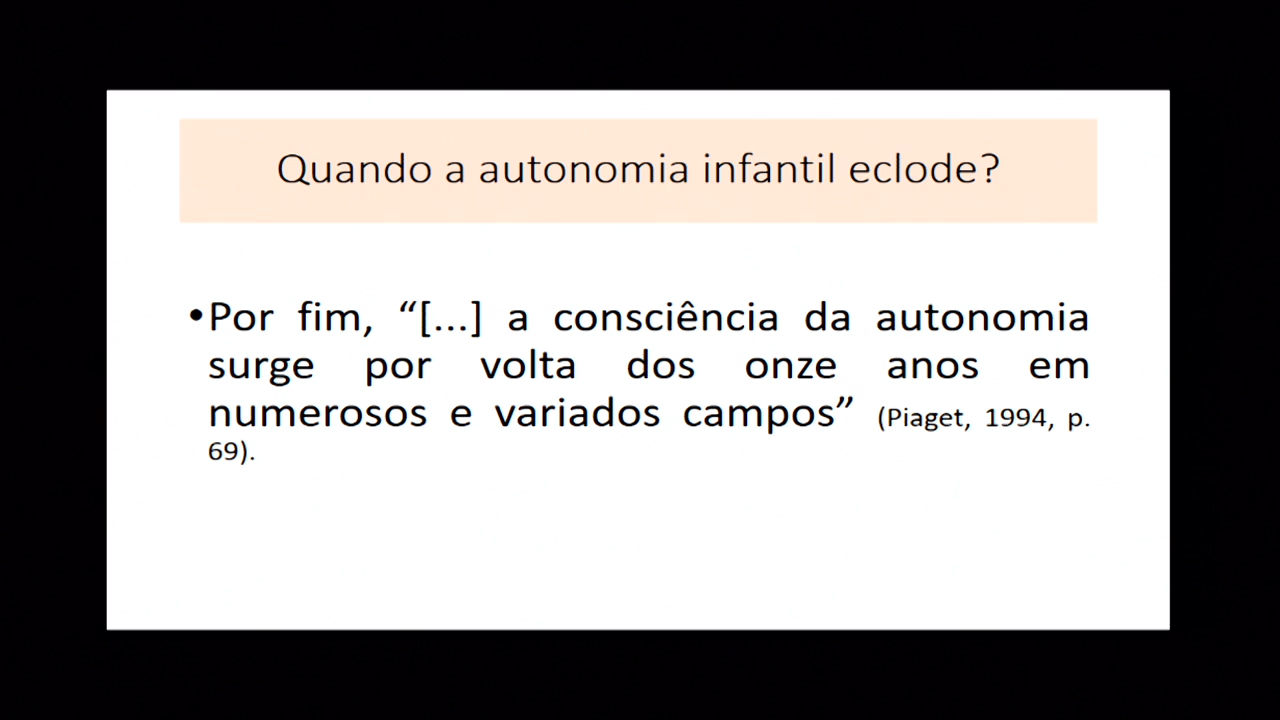 Quando a autonomia infantil eclode?
•Por fim, “[...] a consciência da autonomia
surge por volta dos onze anos em
numerosos e variados campos” (Piaget, 1994, p.
69).